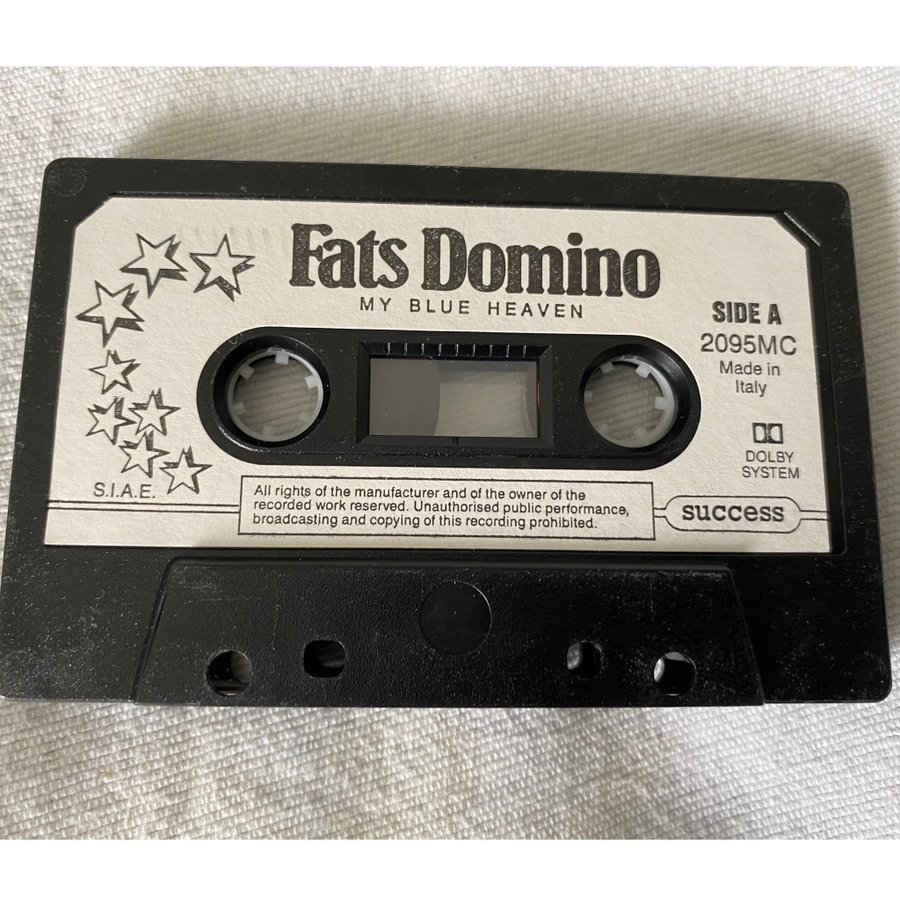 Fats Domino
MY BLUE HEAVEN
SIDE A
2095MC
Made in
Italy
DOLBY
SYSTEM
S.I.A.E.
All rights of the manufacturer and of the owner of the
recorded work reserved. Unauthorised public performance,
broadcasting and copying of this recording prohibited.
success